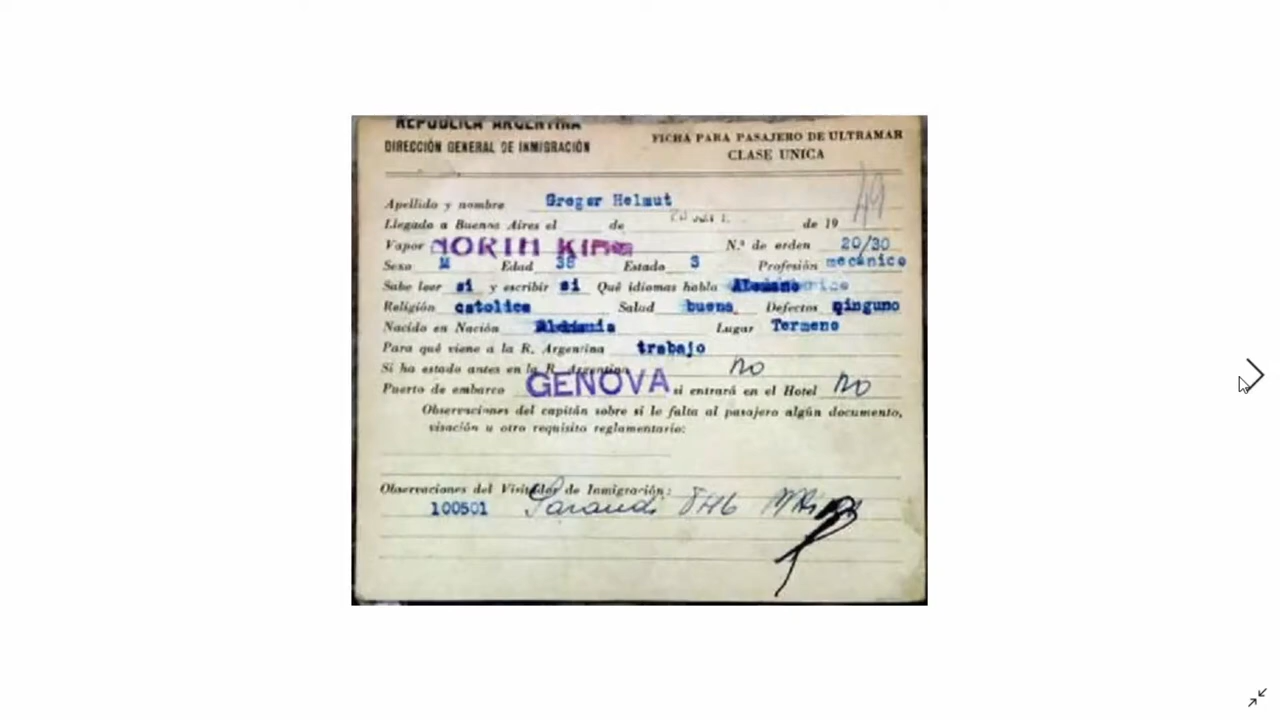 REPUBLICA ARGENTINA
DIRECCIÓN GENERAL DE INMIGRACIÓN
FICHA PARA PASAJERO DE ULTRAMAR
CLASE UNICA
49
Apellido y nombre Gregor Helmut
Llegado a Buenos Aires el de de 19
Vapor NORTH KING N.º de orden 20/30
Sexo M Edad 38 Estado S Profesión mecánico
Sabe leer si y escribir si Qué idiomas habla Alemano
Religión catolica Salud buena Defectos ninguno
Nacido en Nación Lugar Termeno
Para qué viene a la R. Argentina trabajo
Si ha estado antes en la R. Argentina no
Puerto de embarco GENOVA si entrará en el Hotel no
Observaciones del capitán sobre si le falta al pasajero algún documento,
visación u otro requisito reglamentario:
Observaciones del Visitador de Inmigración:
100501